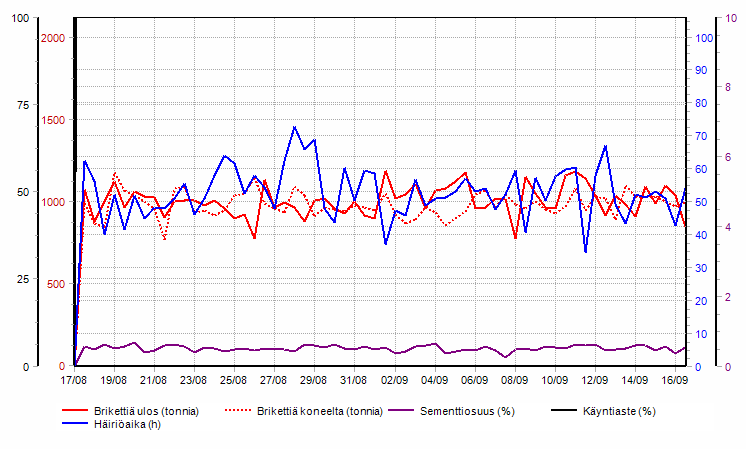 100 2000 100 10
90 8
75 1500 80
70
6
60
50 1000 50
40 4
25 500 30
20 2
10
0 0 0 0
17/08 19/08 21/08 23/08 25/08 27/08 29/08 31/08 02/09 04/09 06/09 08/09 10/09 12/09 14/09 16/09
Brikettiä ulos (tonnia) Brikettiä koneelta (tonnia) Sementtiosuus (%) Käyntiaste (%)
Häiriöaika (h)